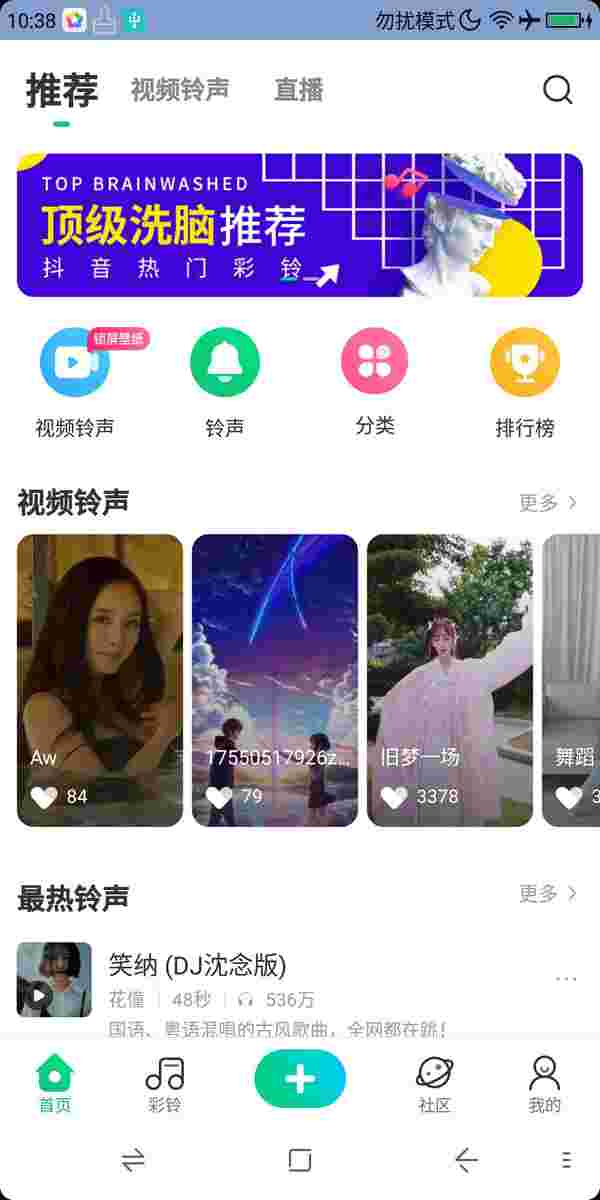 10:38 勿扰模式
推荐 视频铃声 直播
TOP BRAINWASHED
顶级洗脑推荐
抖音热门彩铃
锁屏壁纸
视频铃声 铃声 分类 排行榜
视频铃声 更多
Aw
84
17550517926z...
79
旧梦一场
3378
舞蹈
3
最热铃声 更多
笑纳 (DJ沈念版)
花僮 48秒 536万
国语、粤语混唱的古风歌曲，全网都在跳！
首页 彩铃 社区 我的